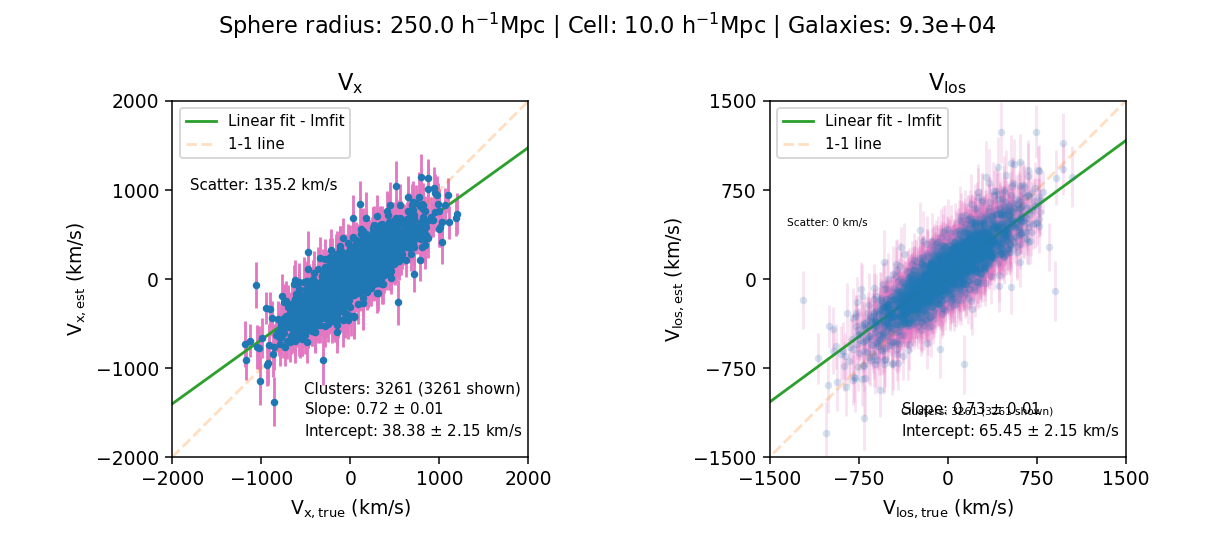 Sphere radius: 250.0 h⁻¹Mpc | Cell: 10.0 h⁻¹Mpc | Galaxies: 9.3e+04
Vx
2000
1000
0
−1000
−2000
Vx, est (km/s)
Linear fit - lmfit
1-1 line
Scatter: 135.2 km/s
Clusters: 3261 (3261 shown)
Slope: 0.72 ± 0.01
Intercept: 38.38 ± 2.15 km/s
−2000 −1000 0 1000 2000
Vx, true (km/s)
Vlos
1500
750
0
−750
−1500
Vlos, est (km/s)
Linear fit - lmfit
1-1 line
Scatter: 0 km/s
Slope: 0.73 ± 0.01
Clusters: 3261 (3261 shown)
Intercept: 65.45 ± 2.15 km/s
−1500 −750 0 750 1500
Vlos, true (km/s)